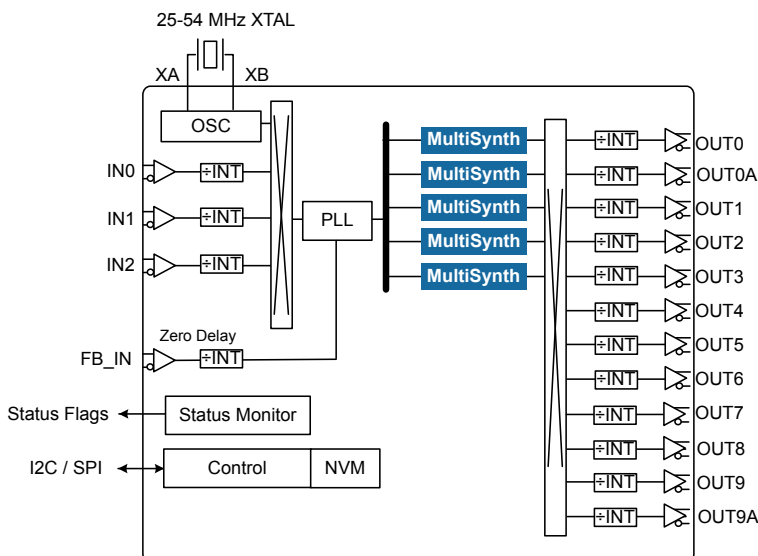 25-54 MHz XTAL
XA
XB
OSC
IN0
÷INT
IN1
÷INT
IN2
÷INT
PLL
Zero Delay
FB_IN
÷INT
Status Flags
Status Monitor
I2C / SPI
Control
NVM
MultiSynth
MultiSynth
MultiSynth
MultiSynth
MultiSynth
÷INT
OUT0
÷INT
OUT0A
÷INT
OUT1
÷INT
OUT2
÷INT
OUT3
÷INT
OUT4
÷INT
OUT5
÷INT
OUT6
÷INT
OUT7
÷INT
OUT8
÷INT
OUT9
÷INT
OUT9A